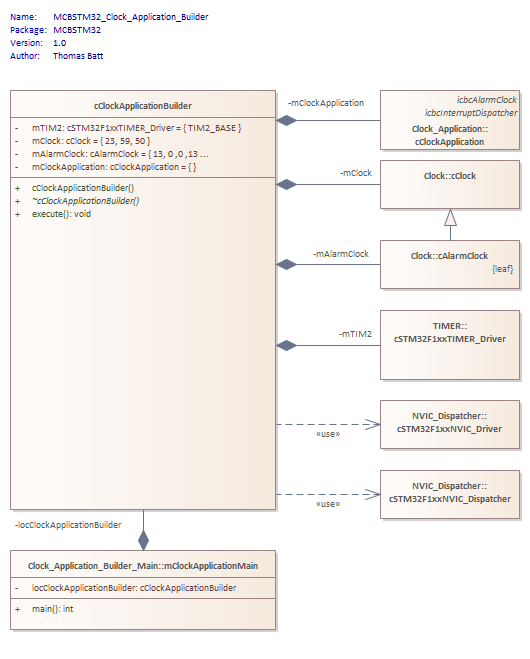 Name: MCBSTM32_Clock_Application_Builder
Package: MCBSTM32
Version: 1.0
Author: Thomas Batt
cClockApplicationBuilder
- mTIM2: cSTM32F1xxTIMER_Driver = { TIM2_BASE }
- mClock: cClock = { 23, 59, 50 }
- mAlarmClock: cAlarmClock = { 13, 0 ,0 ,13 ...
- mClockApplication: cClockApplication = { }
+ cClockApplicationBuilder()
+ ~cClockApplicationBuilder()
+ execute(): void
-mClockApplication
icbcAlarmClock
icbcInterruptDispatcher
Clock_Application::
cClockApplication
-mClock
Clock::cClock
-mAlarmClock
Clock::cAlarmClock
{leaf}
-mTIM2
TIMER::
cSTM32F1xxTIMER_Driver
«use»
NVIC_Dispatcher::
cSTM32F1xxNVIC_Driver
«use»
NVIC_Dispatcher::
cSTM32F1xxNVIC_Dispatcher
-locClockApplicationBuilder
Clock_Application_Builder_Main::mClockApplicationMain
- locClockApplicationBuilder: cClockApplicationBuilder
+ main(): int